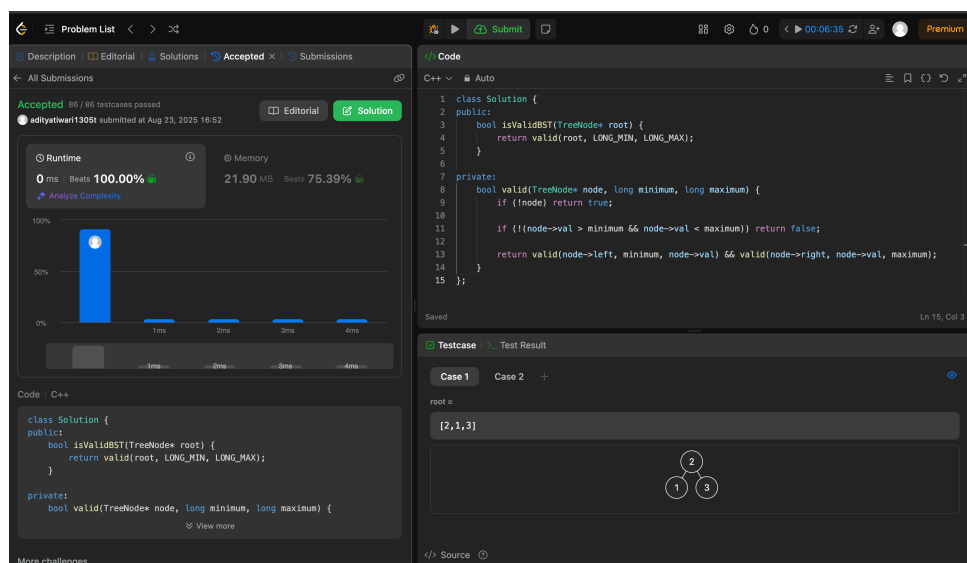 Problem List
Submit
0
00:06:35
Premium
Description | Editorial | Solutions | Accepted × | Submissions
← All Submissions
Accepted 86 / 86 testcases passed
adityatiwari1305t submitted at Aug 23, 2025 16:52
Editorial
Solution
Runtime
0 ms | Beats 100.00%
Analyze Complexity
Memory
21.90 MB | Beats 75.39%
100%
50%
0%
1ms 2ms 3ms 4ms
1ms 2ms 3ms 4ms
Code | C++
class Solution {
public:
    bool isValidBST(TreeNode* root) {
        return valid(root, LONG_MIN, LONG_MAX);
    }
private:
    bool valid(TreeNode* node, long minimum, long maximum) {
View more
More challenges
</> Code
C++ Auto
1 class Solution {
2 public:
3     bool isValidBST(TreeNode* root) {
4         return valid(root, LONG_MIN, LONG_MAX);
5     }
6
7 private:
8     bool valid(TreeNode* node, long minimum, long maximum) {
9         if (!node) return true;
10
11         if (!(node->val > minimum && node->val < maximum)) return false;
12
13         return valid(node->left, minimum, node->val) && valid(node->right, node->val, maximum);
14     }
15 };
Saved
Ln 15, Col 3
Testcase | >_ Test Result
Case 1 Case 2 +
root =
[2,1,3]
2
1 3
</> Source